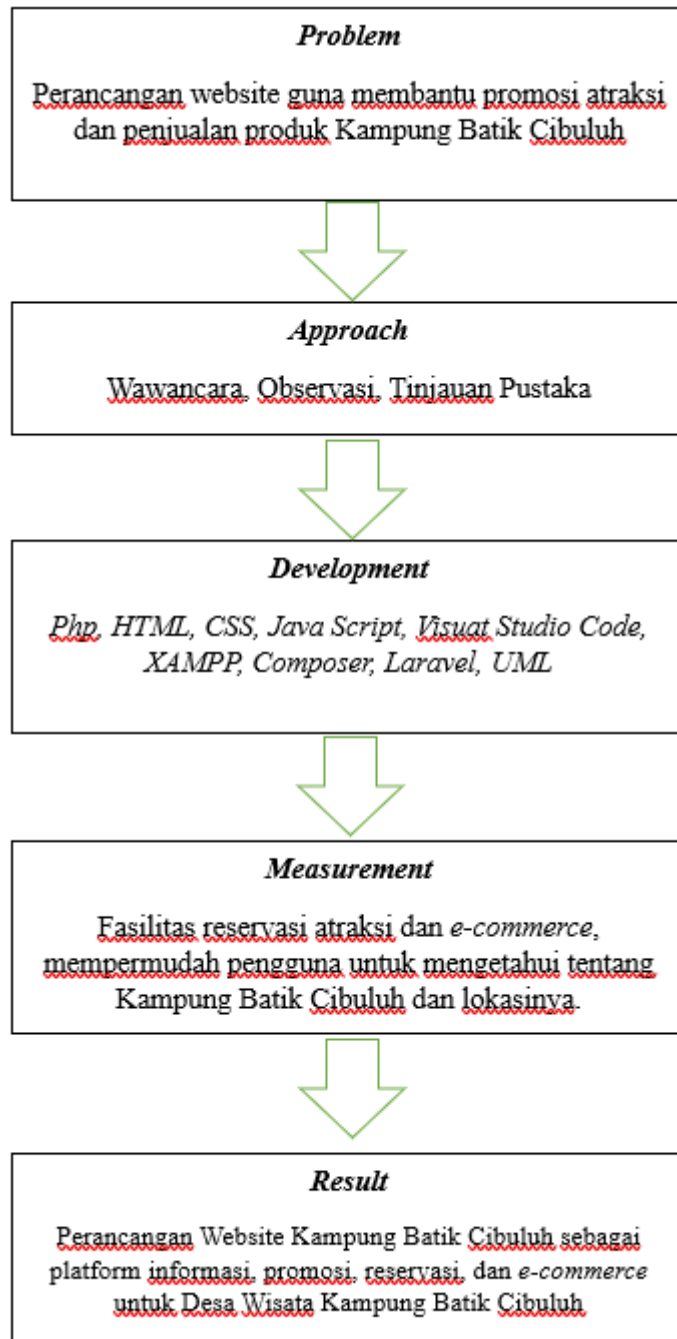 Problem
Perancangan website guna membantu promosi atraksi
dan penjualan produk Kampung Batik Cibuluh
Approach
Wawancara, Observasi, Tinjauan Pustaka
Development
Php, HTML, CSS, Java Script, Visuat Studio Code,
XAMPP, Composer, Laravel, UML
Measurement
Fasilitas reservasi atraksi dan e-commerce,
mempermudah pengguna untuk mengetahui tentang
Kampung Batik Cibuluh dan lokasinya.
Result
Perancangan Website Kampung Batik Cibuluh sebagai
platform informasi, promosi, reservasi, dan e-commerce
untuk Desa Wisata Kampung Batik Cibuluh